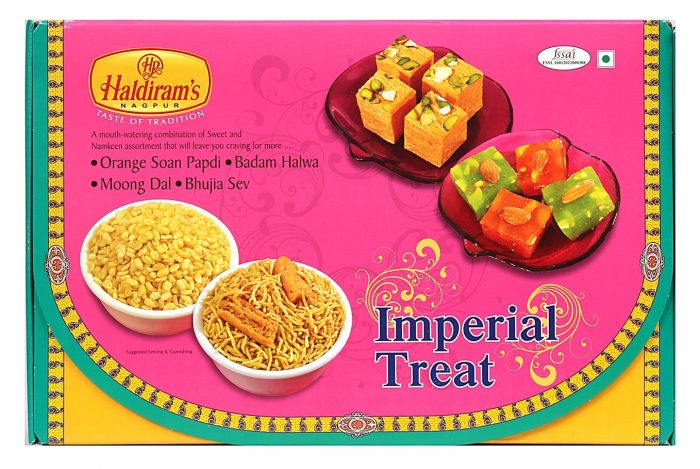 HR
Haldiram's
NAGPUR
TASTE OF TRADITION
A mouth-watering combination of Sweet and
Namkeen assortment that will leave you craving for more ...
• Orange Soan Papdi • Badam Halwa
• Moong Dal • Bhujia Sev
fssai
Suggested Serving & Garnishing
Imperial
Treat